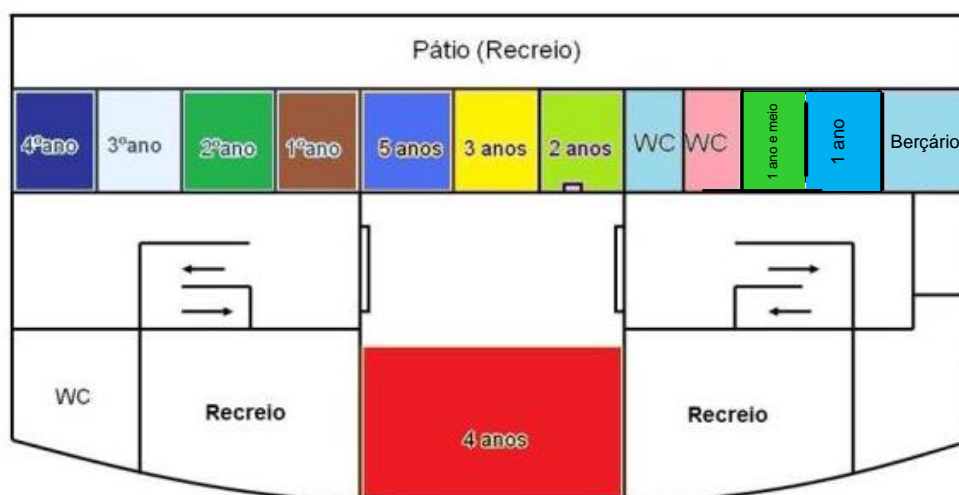 Pátio (Recreio)
4ºano
3ºano
2ºano
1ºano
5 anos
3 anos
2 anos
WC
WC
1 ano e meio
1 ano
Berçário
WC
Recreio
4 anos
Recreio